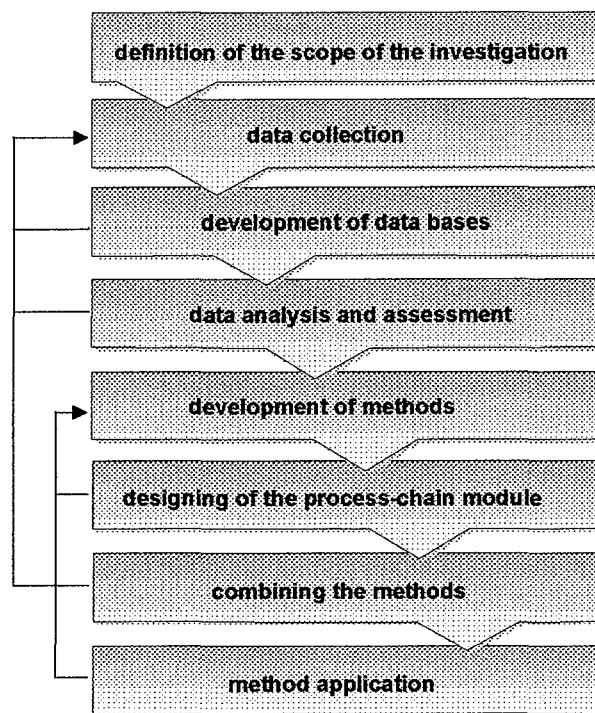 definition of the scope of the investigation
data collection
development of data bases
data analysis and assessment
development of methods
designing of the process-chain module
combining the methods
method application